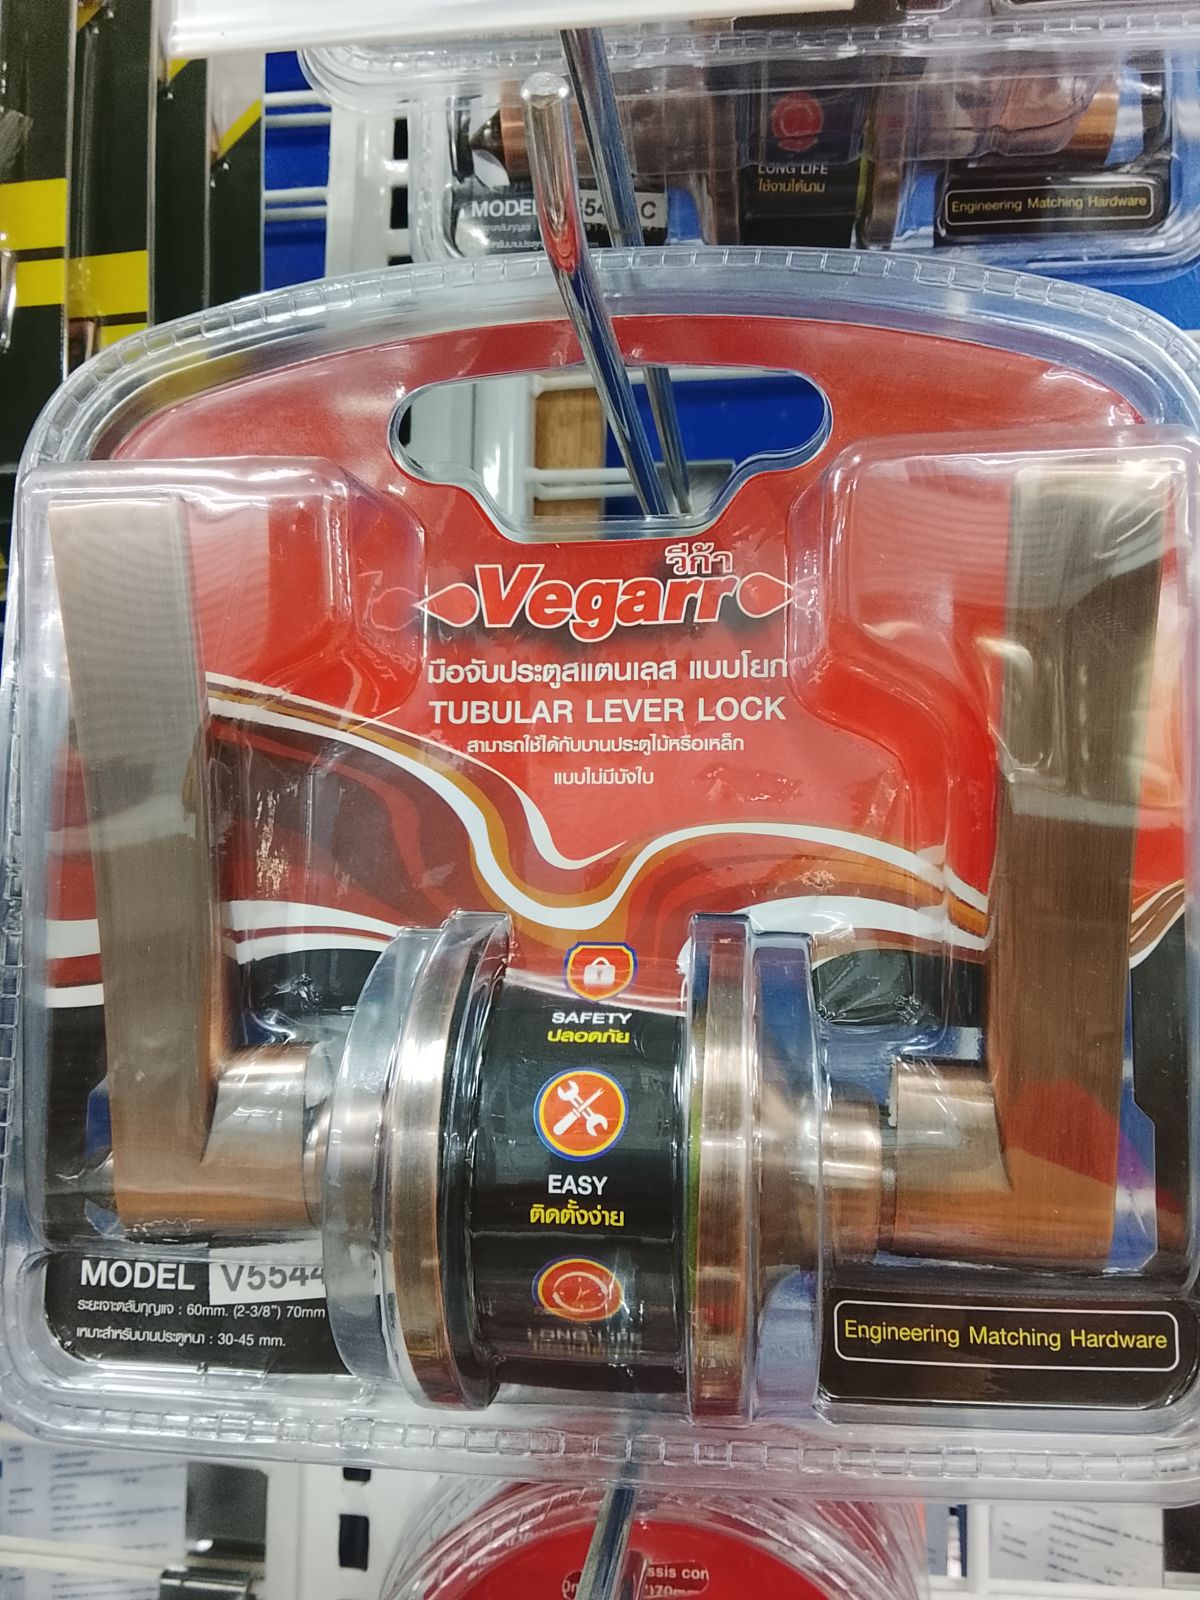 LONG LIFE
ใช้งานได้นาน
MODEL
C
Engineering Matching Hardware
วีก้า
Vegarr
มือจับประตูสแตนเลส แบบโยก
TUBULAR LEVER LOCK
สามารถใช้ได้กับบานประตูไม้หรือเหล็ก
แบบไม่มีบังใบ
SAFETY
ปลอดภัย
EASY
ติดตั้งง่าย
LONG LIFE
MODEL V5544
ระยะเจาะตลับกุญแจ : 60mm. (2-3/8") 70mm
เหมาะสำหรับบานประตูหนา : 30-45 mm.
Engineering Matching Hardware